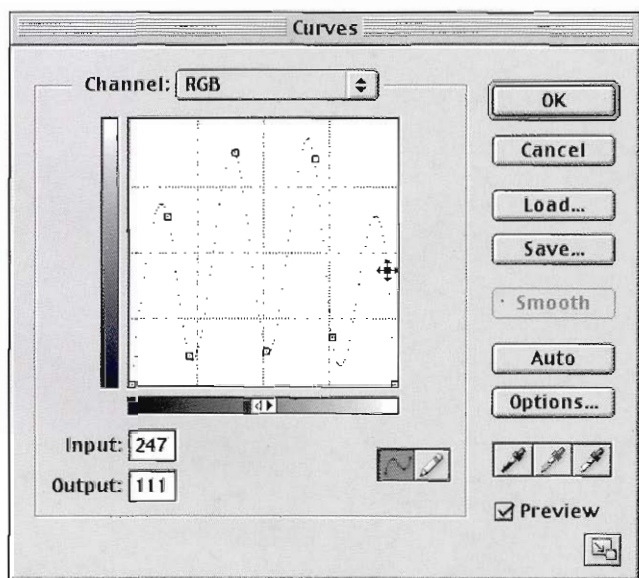 Curves
Channel: RGB
OK
Cancel
Load...
Save...
Smooth
Auto
Options...
Input: 247
Output: 111
Preview